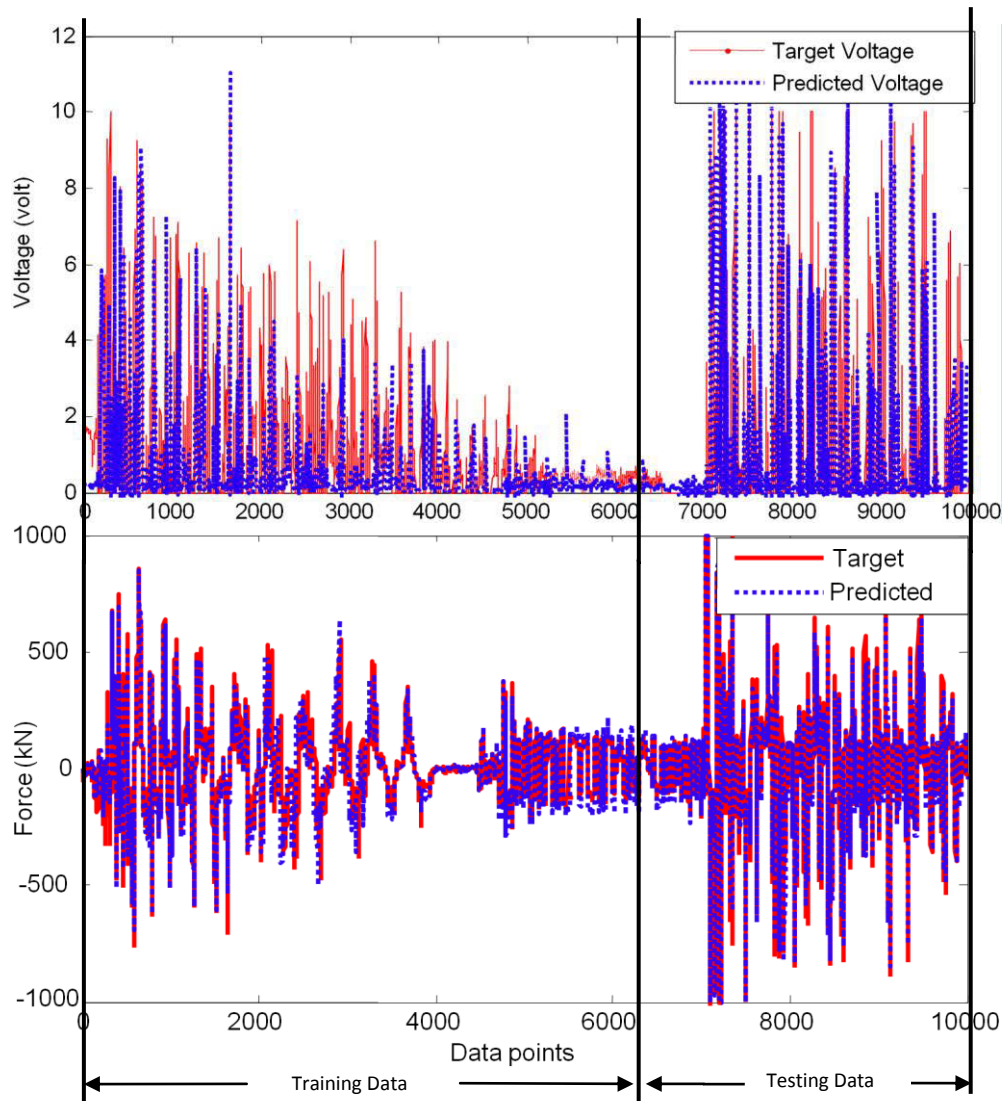 12
10
8
6
4
2
0
Voltage (volt)
Target Voltage
Predicted Voltage
0 1000 2000 3000 4000 5000 6000 7000 8000 9000 10000
1000
500
0
-500
-1000
Force (kN)
Target
Predicted
0 2000 4000 6000 8000 10000
Data points
Training Data Testing Data